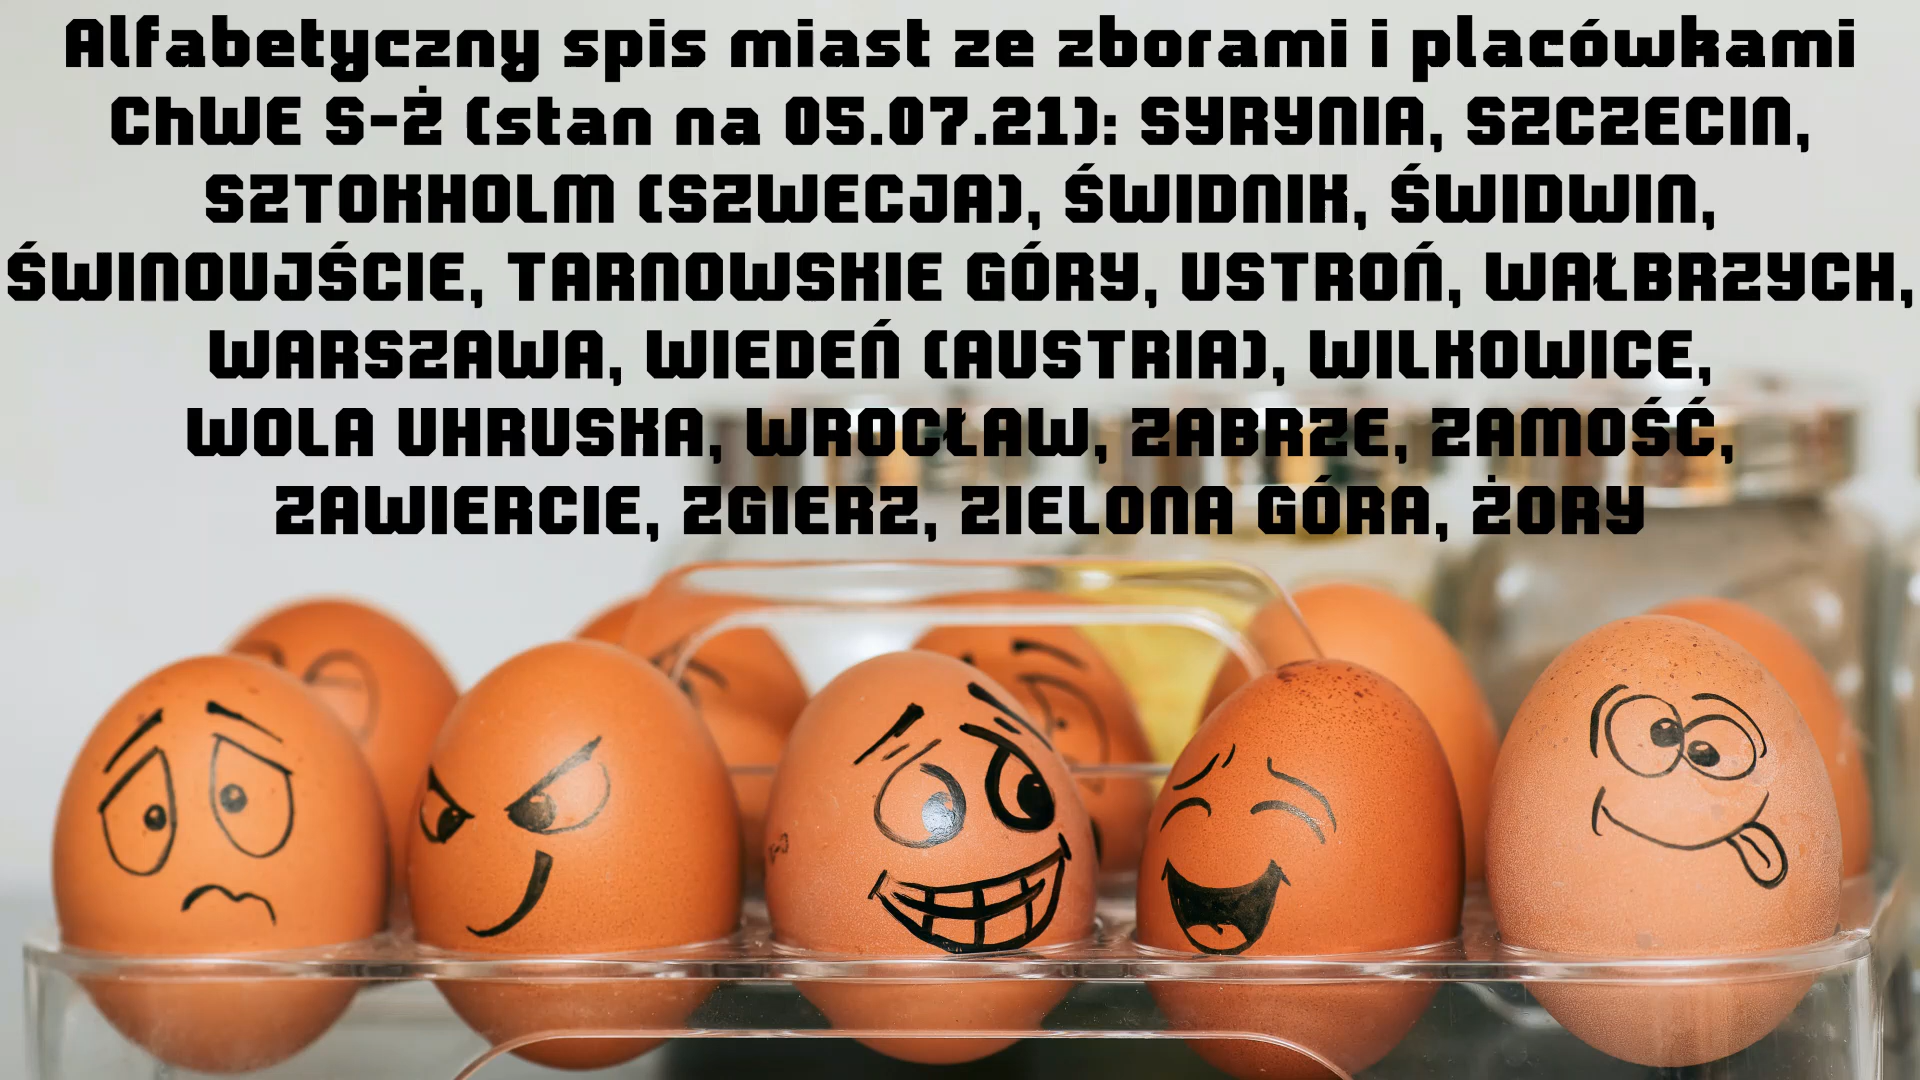 Alfabetyczny spis miast ze zborami i placówkami
ChWE S-Ż (stan na 05.07.21): SYRYNIA, SZCZECIN,
SZTOKHOLM (SZWECJA), ŚWIDNIK, ŚWIDWIN,
ŚWINOUJŚCIE, TARNOWSKIE GÓRY, USTROŃ, WAŁBRZYCH,
WARSZAWA, WIEDEŃ (AUSTRIA), WILKOWICE,
WOLA UHRUSKA, WROCŁAW, ZABRZE, ZAMOŚĆ,
ZAWIERCIE, ZGIERZ, ZIELONA GÓRA, ŻORY